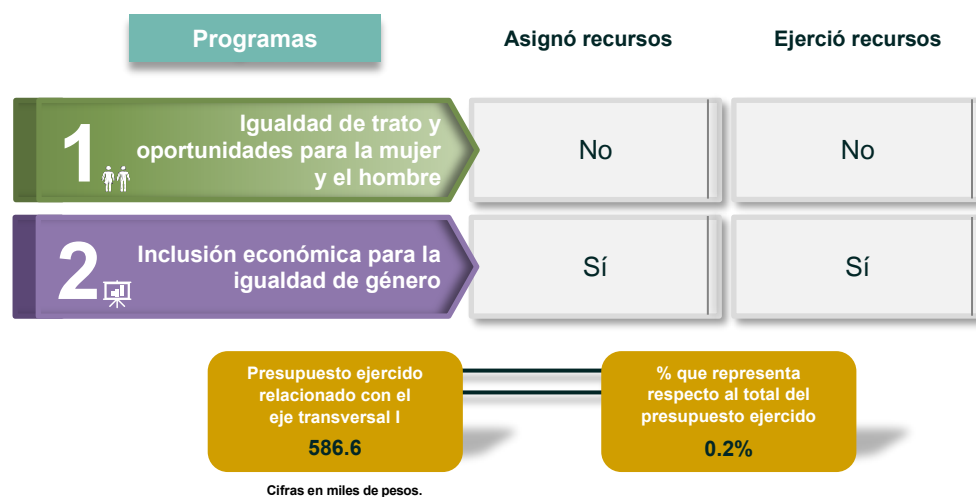 Programas
Asignó recursos
Ejerció recursos
1
Igualdad de trato y
oportunidades para la mujer
y el hombre
No
No
2
Inclusión económica para la
igualdad de género
Sí
Sí
Presupuesto ejercido
relacionado con el
eje transversal I
586.6
% que representa
respecto al total del
presupuesto ejercido
0.2%
Cifras en miles de pesos.